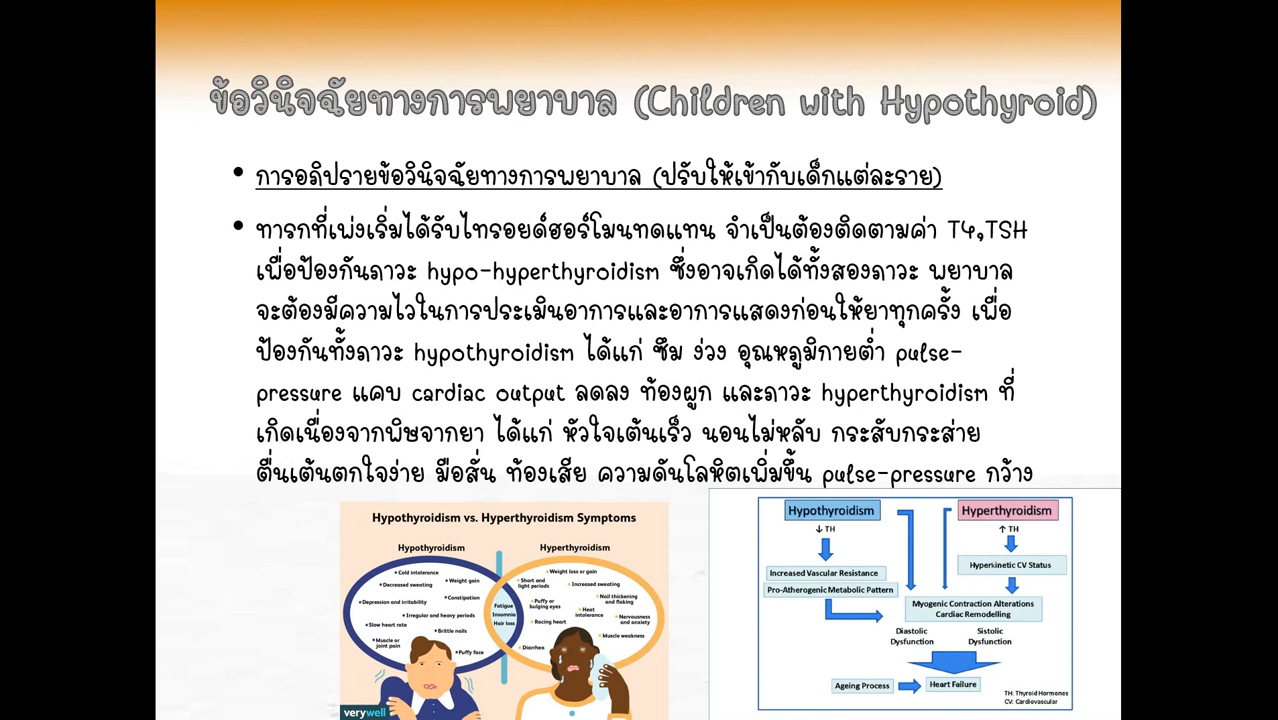 ข้อวินิจฉัยทางการพยาบาล (Children with Hypothyroid)
• การอภิปรายข้อวินิจฉัยทางการพยาบาล (ปรับให้เข้ากับเด็กแต่ละราย)
• ทารกที่เพ่งเริ่มได้รับไทรอยด์ฮอร์โมนทดแทน จำเป็นต้องติดตามค่า T4,TSH
เพื่อป้องกันภาวะ hypo-hyperthyroidism ซึ่งอาจเกิดได้ทั้งสองภาวะ พยาบาล
จะต้องมีความไวในการประเมินอาการและอาการแสดงก่อนให้ยาทุกครั้ง เพื่อ
ป้องกันทั้งภาวะ hypothyroidism ได้แก่ ซึม ง่วง อุณหภูมิกายต่ำ pulse-
pressure แคบ cardiac output ลดลง ท้องผูก และภาวะ hyperthyroidism ที่
เกิดเนื่องจากพิษจากยา ได้แก่ หัวใจเต้นเร็ว นอนไม่หลับ กระสับกระส่าย
ตื่นเต้นตกใจง่าย มือสั่น ท้องเสีย ความดันโลหิตเพิ่มขึ้น pulse-pressure กว้าง
Hypothyroidism vs. Hyperthyroidism Symptoms
Hypothyroidism
• Cold intolerance
• Decreased sweating
• Weight gain
• Constipation
• Depression and irritability
• Irregular and heavy periods
• Slow heart rate
• Brittle nails
• Muscle or
joint pain
• Puffy face
Fatigue
Insomnia
Hair loss
Hyperthyroidism
• Weight loss or gain
• Short and
light periods
• Increased sweating
• Nail thickening
and flaking
• Puffy or
bulging eyes
• Heat
intolerance
• Racing heart
• Nervousness
and anxiety
• Muscle weakness
• Diarrhea
verywell
Hypothyroidism
↓ TH
Increased Vascular Resistance
Pro-Atherogenic Metabolic Pattern
Hyperthyroidism
↑ TH
Hyperkinetic CV Status
Myogenic Contraction Alterations
Cardiac Remodelling
Diastolic
Dysfunction
Sistolic
Dysfunction
Ageing Process
Heart Failure
TH: Thyroid Hormones
CV: Cardiovascular